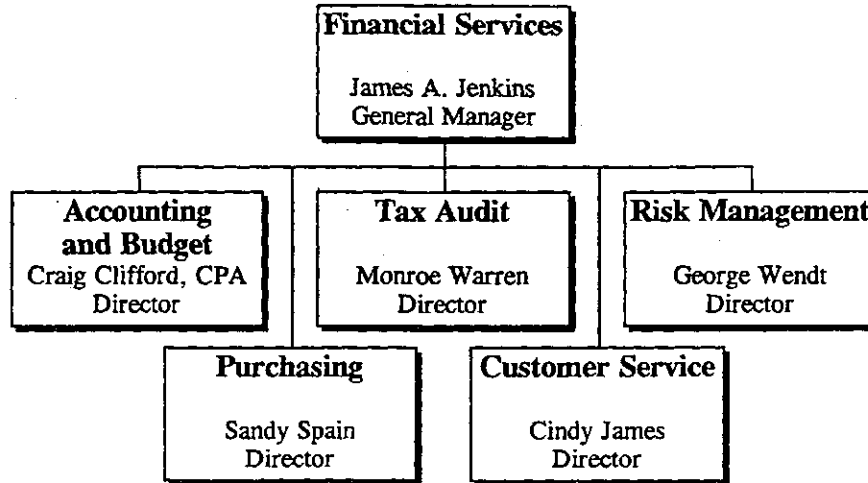 Financial Services
James A. Jenkins
General Manager
Accounting
and Budget
Craig Clifford, CPA
Director
Tax Audit
Monroe Warren
Director
Risk Management
George Wendt
Director
Purchasing
Sandy Spain
Director
Customer Service
Cindy James
Director